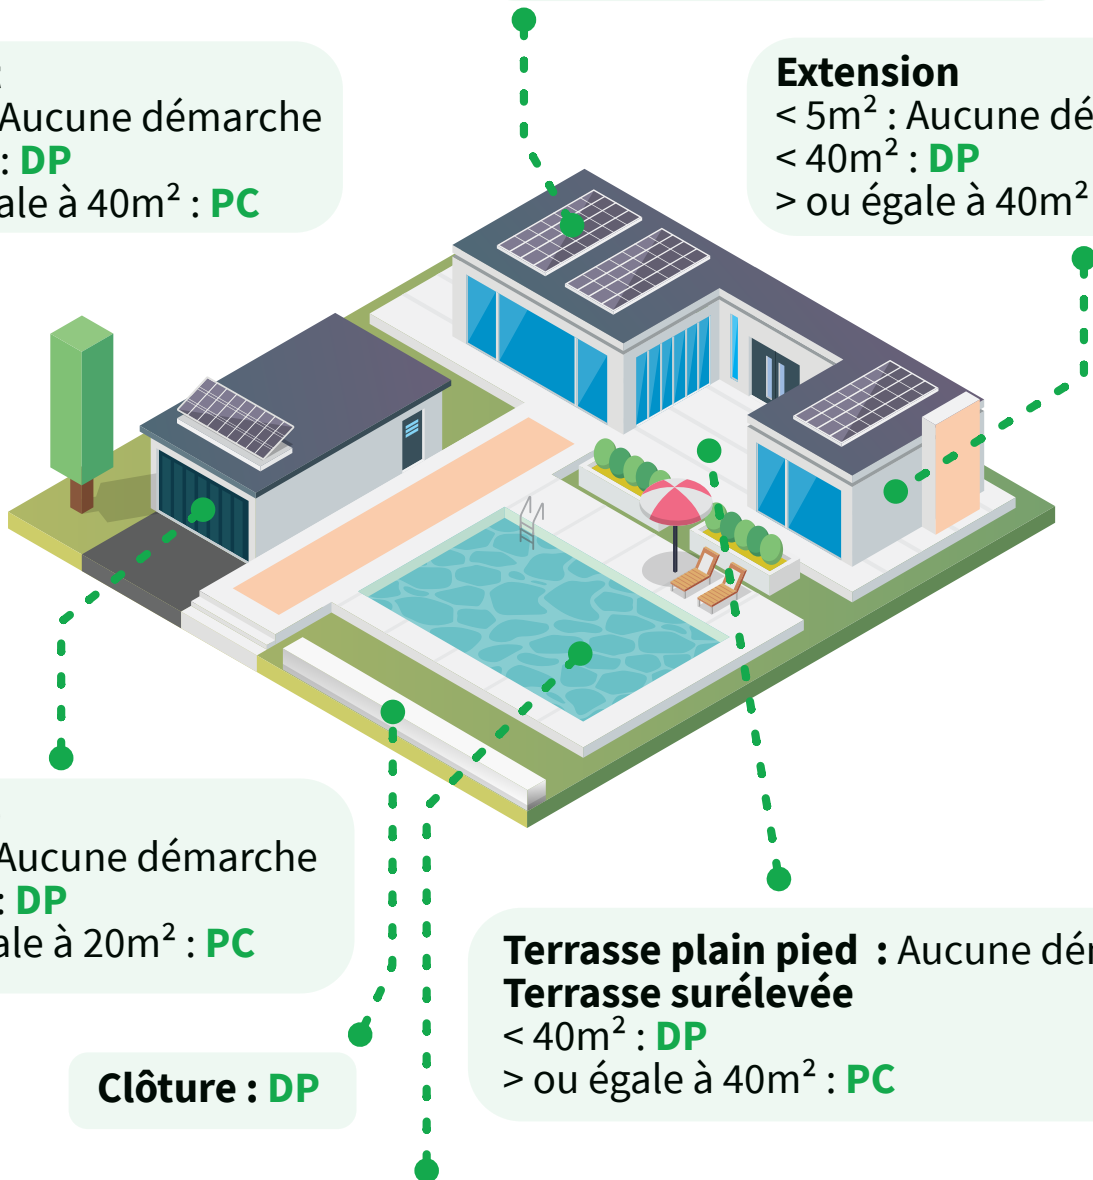 Aucune démarche
: DP
ale à 40m² : PC
Extension
< 5m² : Aucune dé
< 40m² : DP
> ou égale à 40m²
Aucune démarche
: DP
ale à 20m² : PC
Clôture : DP
Terrasse plain pied : Aucune dér
Terrasse surélevée
< 40m² : DP
> ou égale à 40m² : PC